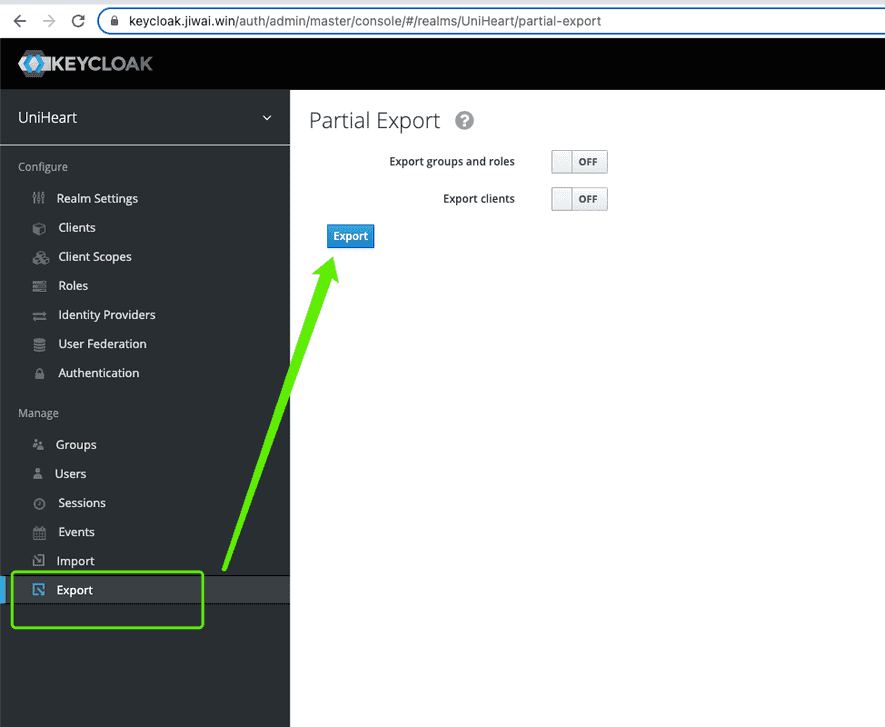 keycloak.jiwai.win/auth/admin/master/console/#/realms/UniHeart/partial-export
KEYCLOAK
UniHeart
Configure
Realm Settings
Clients
Client Scopes
Roles
Identity Providers
User Federation
Authentication
Manage
Groups
Users
Sessions
Events
Import
Export
Partial Export ?
Export groups and roles OFF
Export clients OFF
Export